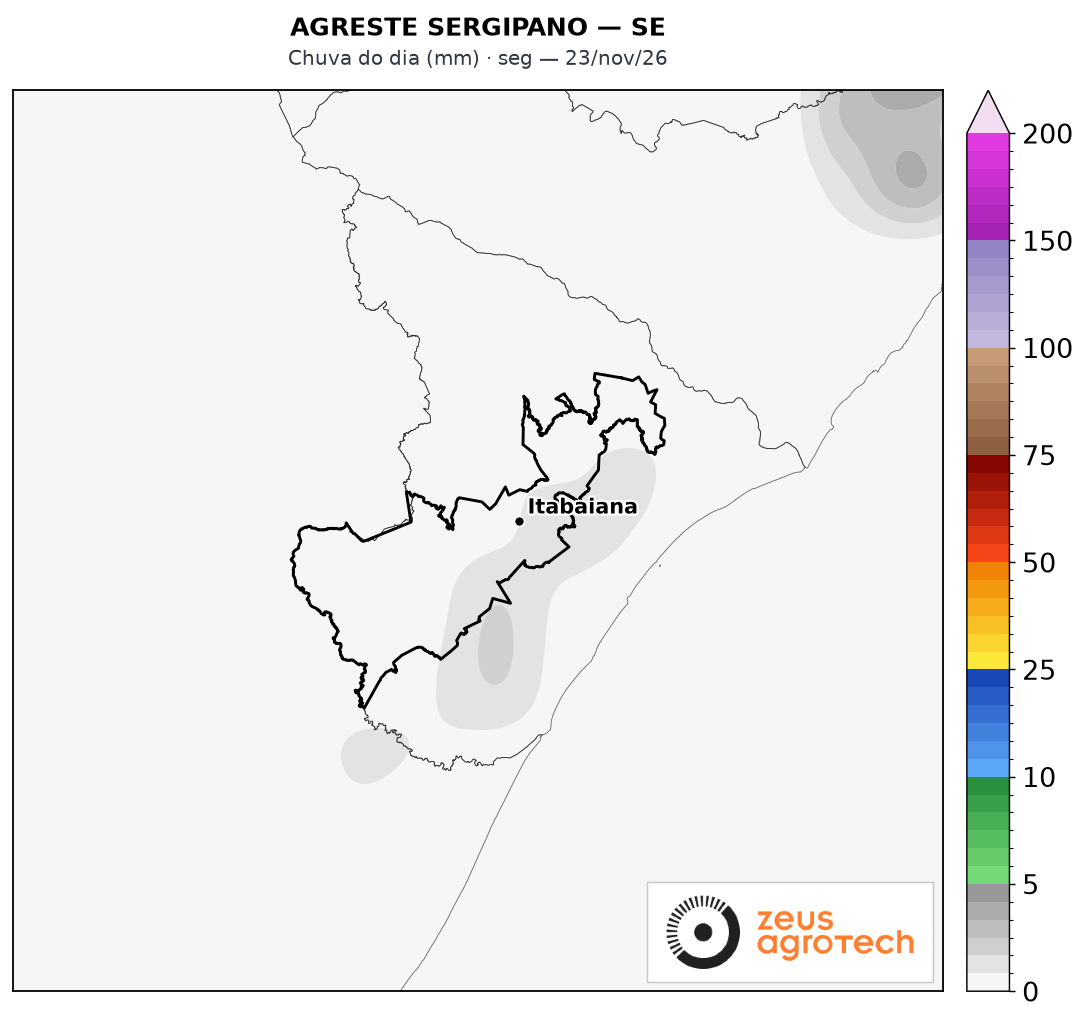 AGRESTE SERGIPANO — SE
Chuva do dia (mm) · seg — 23/nov/26
200
150
100
75
50
25
10
5
0
Itabaiana
zeus
agrotech